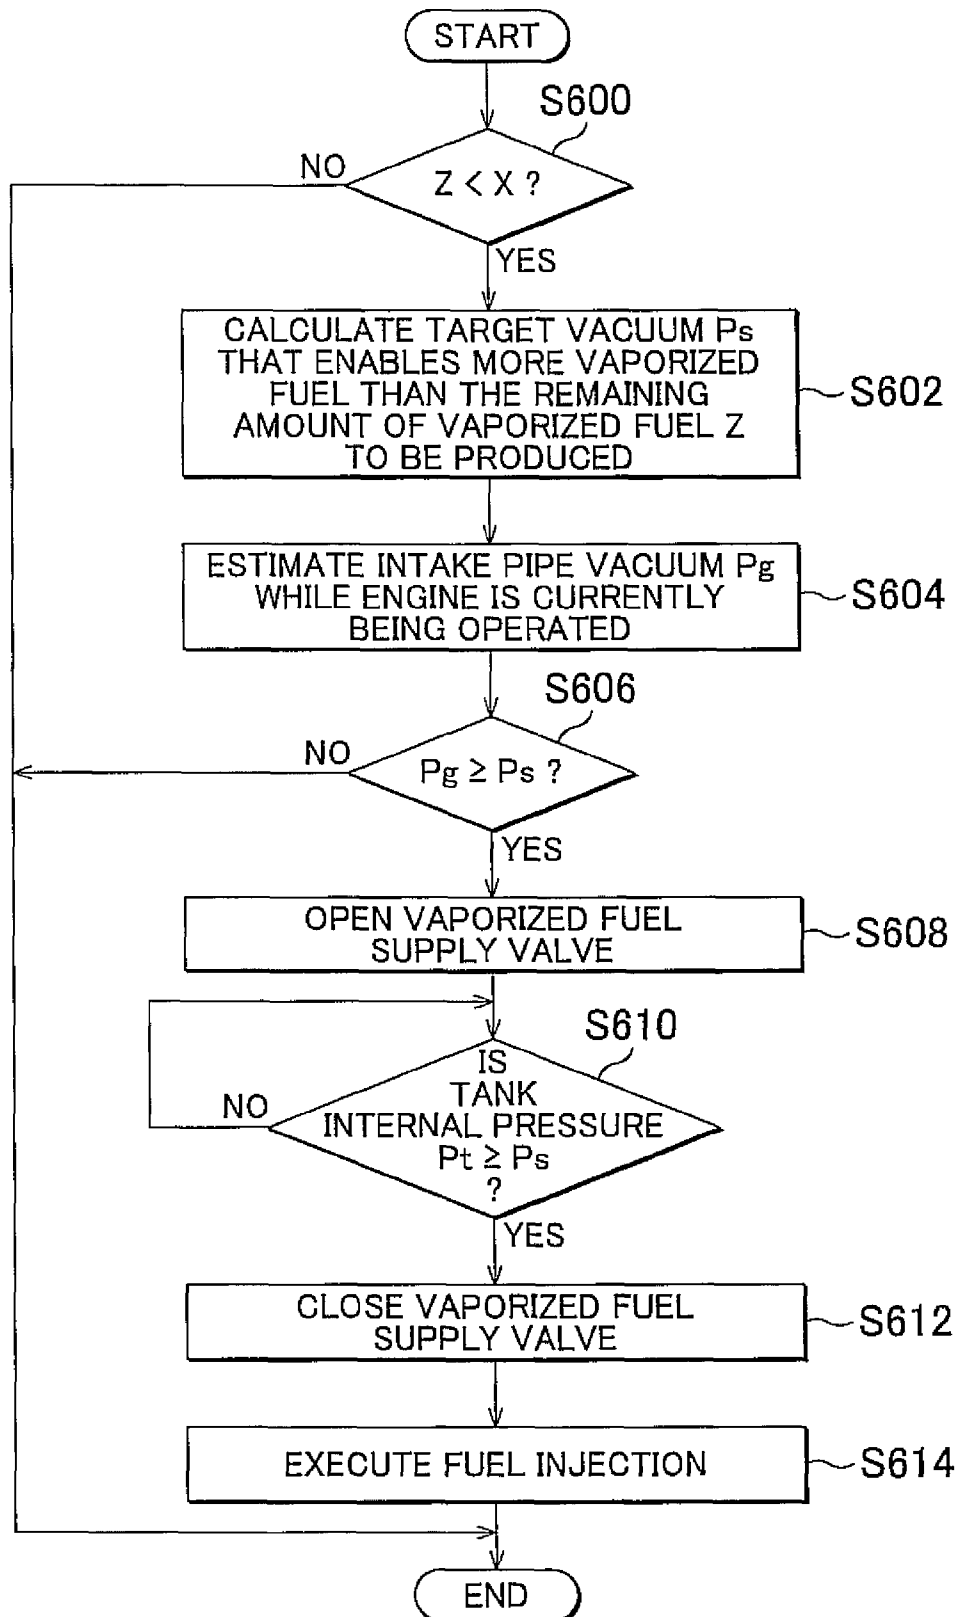 START
S600
NO
Z < X ?
YES
CALCULATE TARGET VACUUM Ps
THAT ENABLES MORE VAPORIZED
FUEL THAN THE REMAINING
AMOUNT OF VAPORIZED FUEL Z
TO BE PRODUCED
S602
ESTIMATE INTAKE PIPE VACUUM Pg
WHILE ENGINE IS CURRENTLY
BEING OPERATED
S604
S606
NO
Pg ≥ Ps ?
YES
OPEN VAPORIZED FUEL
SUPPLY VALVE
S608
S610
IS
TANK
INTERNAL PRESSURE
Pt ≥ Ps
?
NO
YES
CLOSE VAPORIZED FUEL
SUPPLY VALVE
S612
EXECUTE FUEL INJECTION
S614
END